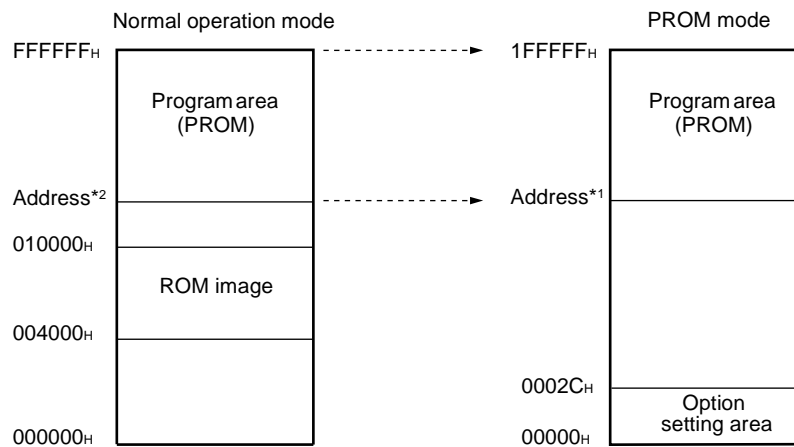 Normal operation mode
FFFFFFH
Program area
(PROM)
Address*2
010000H
ROM image
004000H
000000H
PROM mode
1FFFFFH
Program area
(PROM)
Address*1
0002CH
Option
setting area
00000H